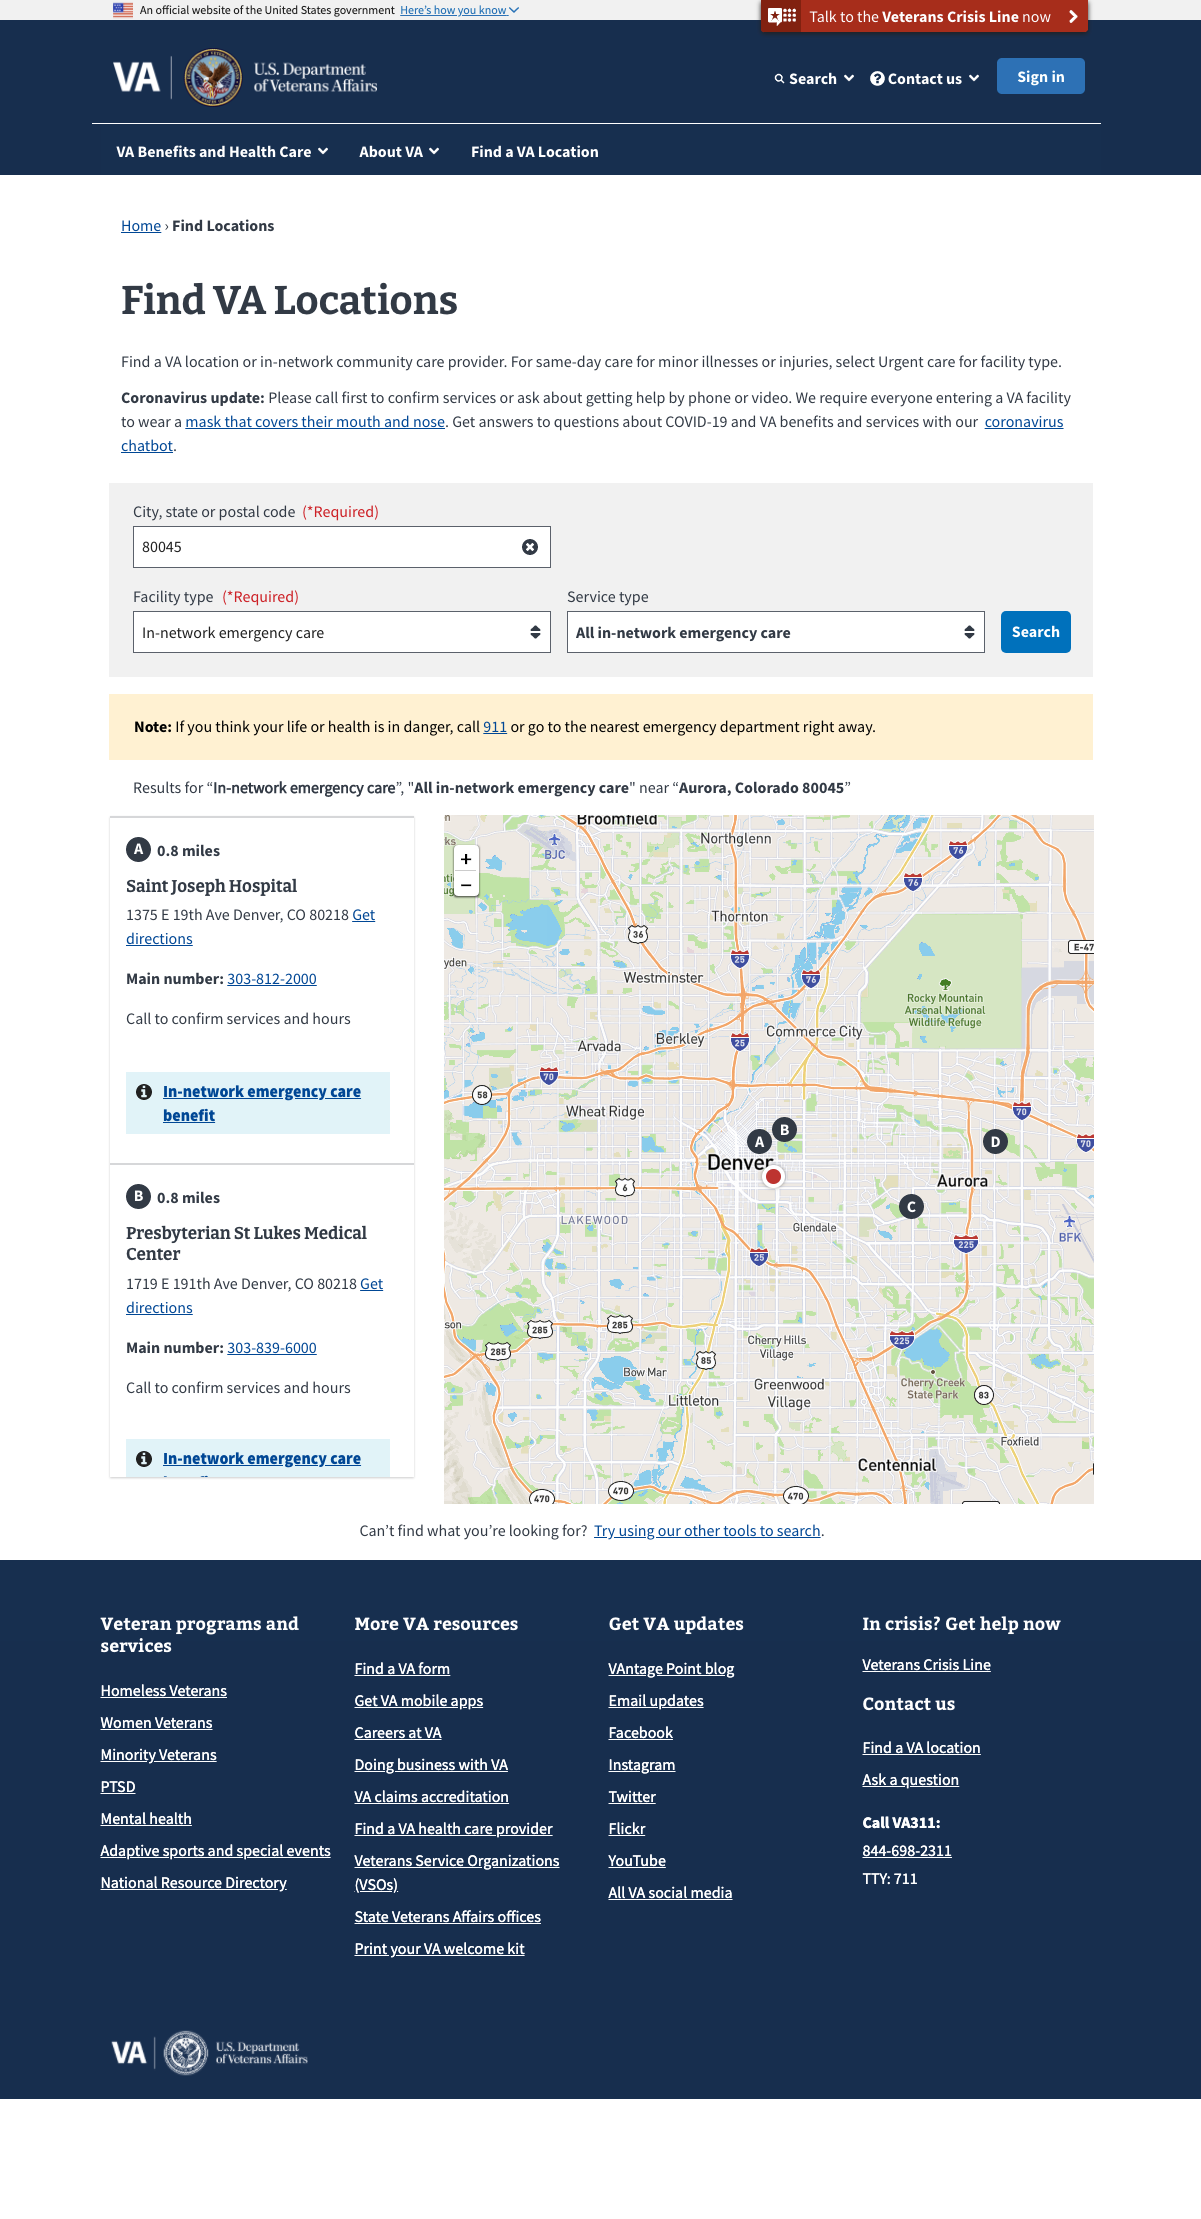 An official website of the United States government Here's how you know
Talk to the Veterans Crisis Line now
VA U.S. Department
of Veterans Affairs
Search Contact us Sign in
VA Benefits and Health Care About VA Find a VA Location
Home › Find Locations
Find VA Locations
Find a VA location or in-network community care provider. For same-day care for minor illnesses or injuries, select Urgent care for facility type.
Coronavirus update: Please call first to confirm services or ask about getting help by phone or video. We require everyone entering a VA facility
to wear a mask that covers their mouth and nose. Get answers to questions about COVID-19 and VA benefits and services with our coronavirus
chatbot.
City, state or postal code (*Required)
80045
Facility type (*Required) Service type
In-network emergency care All in-network emergency care Search
Note: If you think your life or health is in danger, call 911 or go to the nearest emergency department right away.
Results for “In-network emergency care”, "All in-network emergency care" near “Aurora, Colorado 80045”
A 0.8 miles
Saint Joseph Hospital
1375 E 19th Ave Denver, CO 80218 Get
directions
Main number: 303-812-2000
Call to confirm services and hours
In-network emergency care
benefit
B 0.8 miles
Presbyterian St Lukes Medical
Center
1719 E 191th Ave Denver, CO 80218 Get
directions
Main number: 303-839-6000
Call to confirm services and hours
In-network emergency care
+
−
Broomfield
BJC
Northglenn
76
76
Thornton
36
25
E-47
yden
Westminster
76
Rocky Mountain
Arsenal National
Wildlife Refuge
Commerce City
Arvada
Berkley
25
70
58
Wheat Ridge
70
70
A
B
D
Denver
Aurora
6
C
LAKEWOOD
Glendale
BFK
225
25
son
285
285
285
225
Cherry Hills
Village
85
Bow Mar
Cherry Creek
State Park
Greenwood
Village
83
Littleton
Foxfield
Centennial
470
470
470
Can’t find what you’re looking for? Try using our other tools to search.
Veteran programs and
services
Homeless Veterans
Women Veterans
Minority Veterans
PTSD
Mental health
Adaptive sports and special events
National Resource Directory
More VA resources
Find a VA form
Get VA mobile apps
Careers at VA
Doing business with VA
VA claims accreditation
Find a VA health care provider
Veterans Service Organizations
(VSOs)
State Veterans Affairs offices
Print your VA welcome kit
Get VA updates
VAntage Point blog
Email updates
Facebook
Instagram
Twitter
Flickr
YouTube
All VA social media
In crisis? Get help now
Veterans Crisis Line
Contact us
Find a VA location
Ask a question
Call VA311:
844-698-2311
TTY: 711
VA U.S. Department
of Veterans Affairs